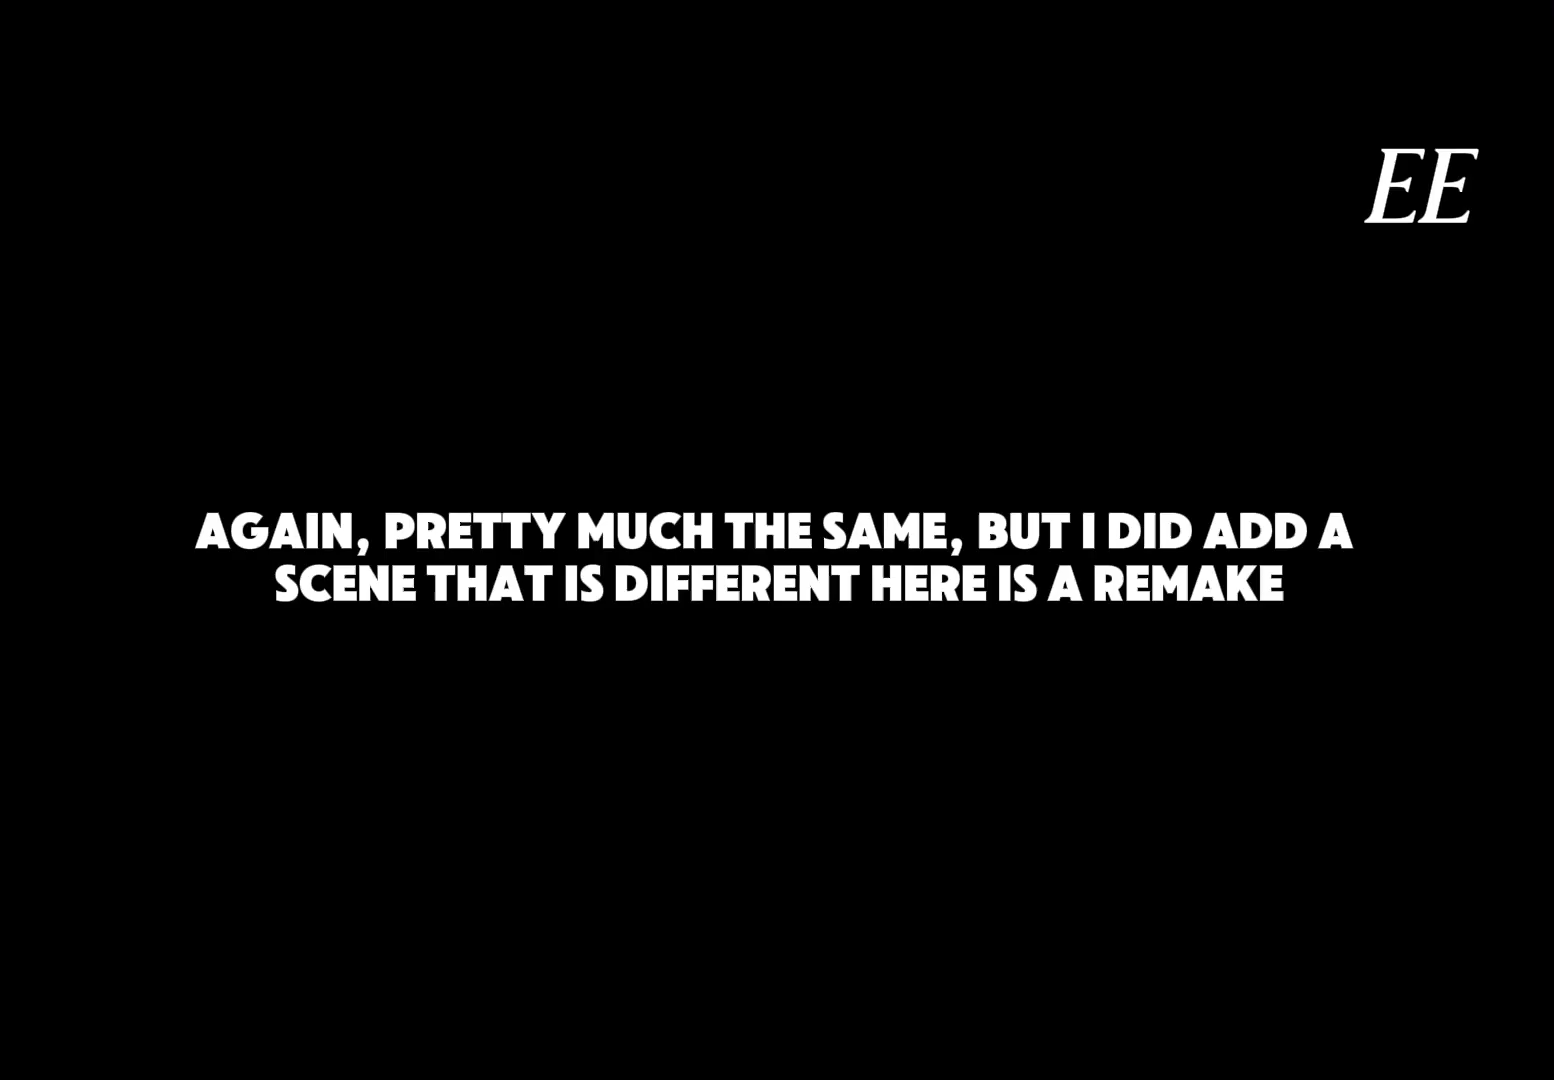 EE
AGAIN, PRETTY MUCH THE SAME, BUT I DID ADD A
SCENE THAT IS DIFFERENT HERE IS A REMAKE